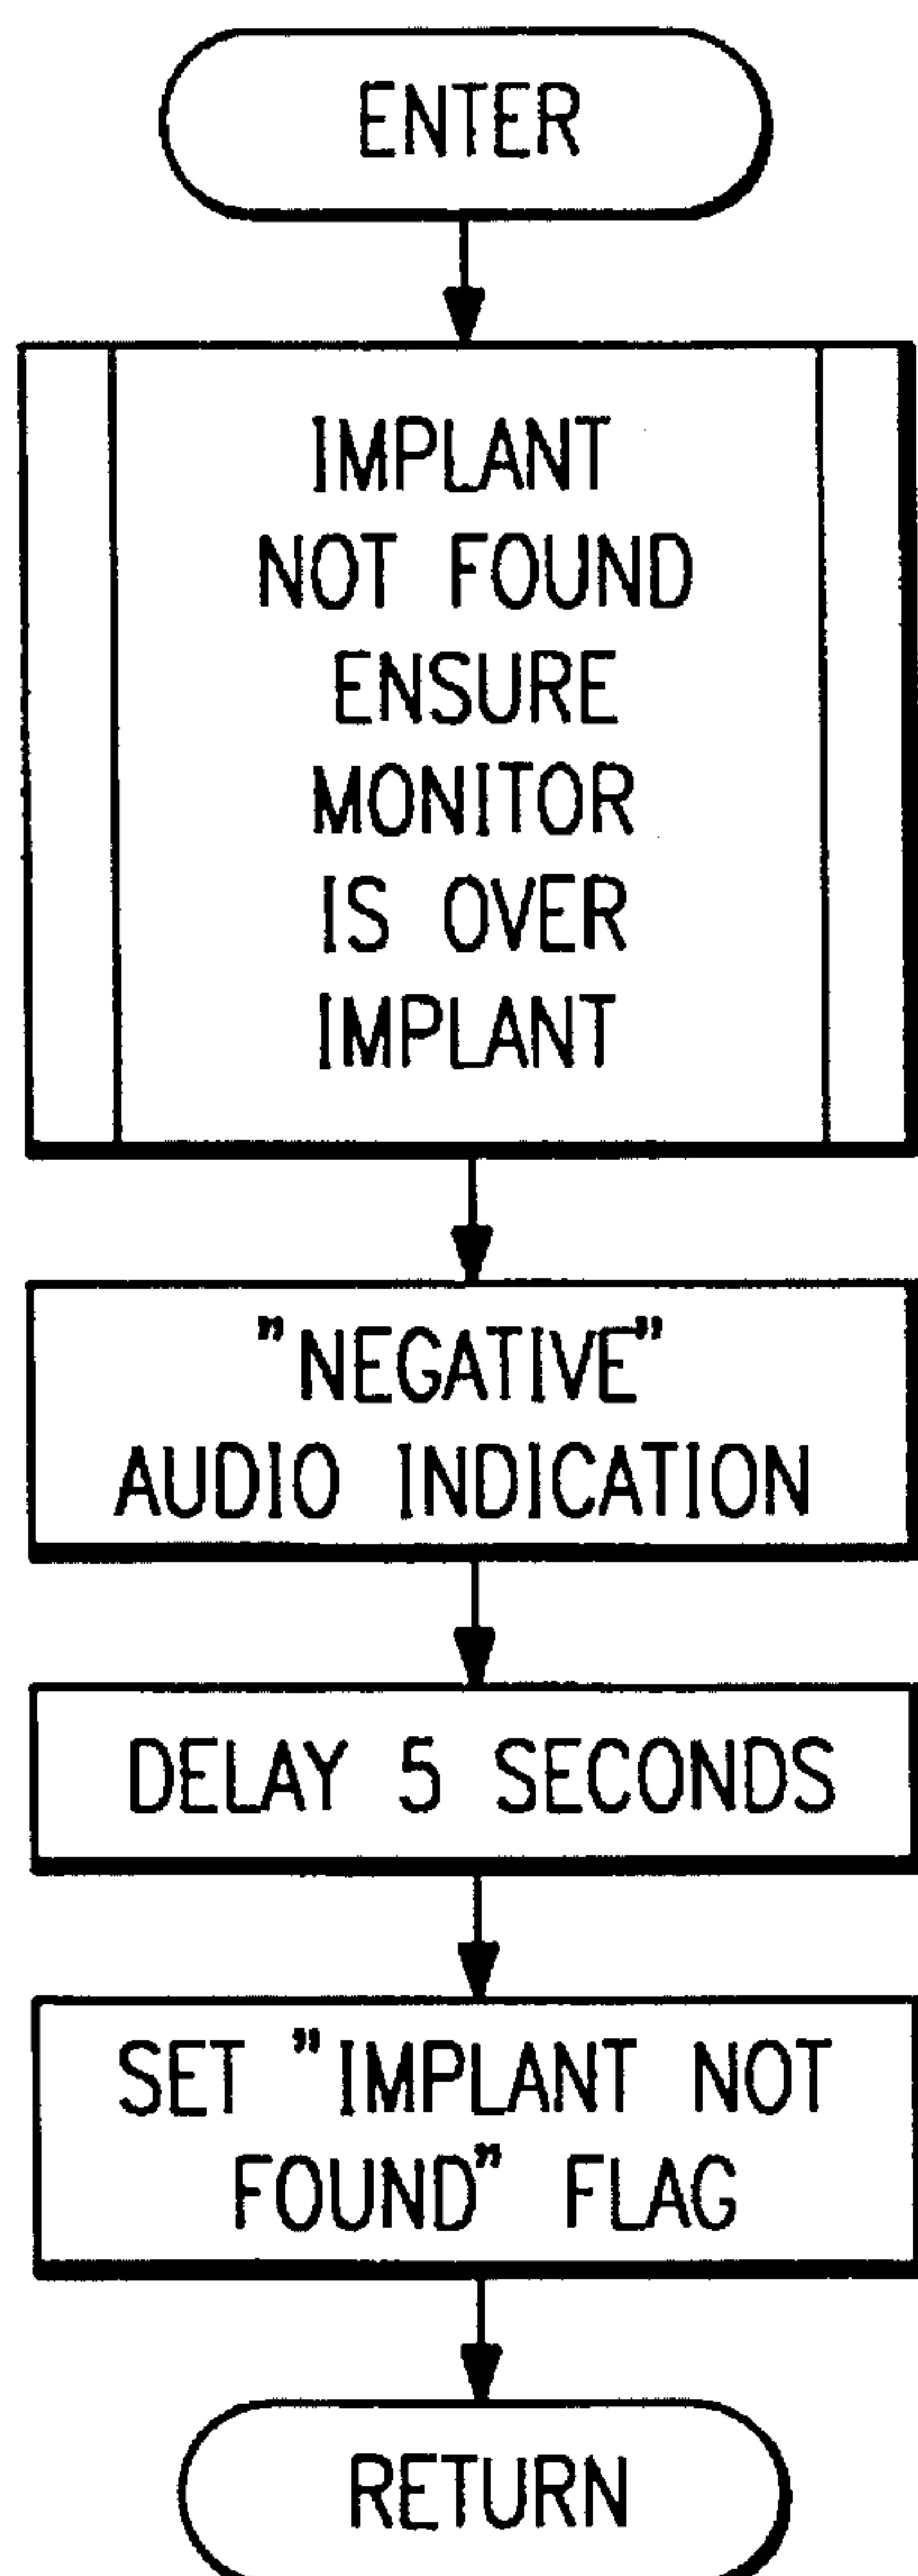 ENTER
IMPLANT
NOT FOUND
ENSURE
MONITOR
IS OVER
IMPLANT
"NEGATIVE"
AUDIO INDICATION
DELAY 5 SECONDS
SET "IMPLANT NOT
FOUND" FLAG
RETURN